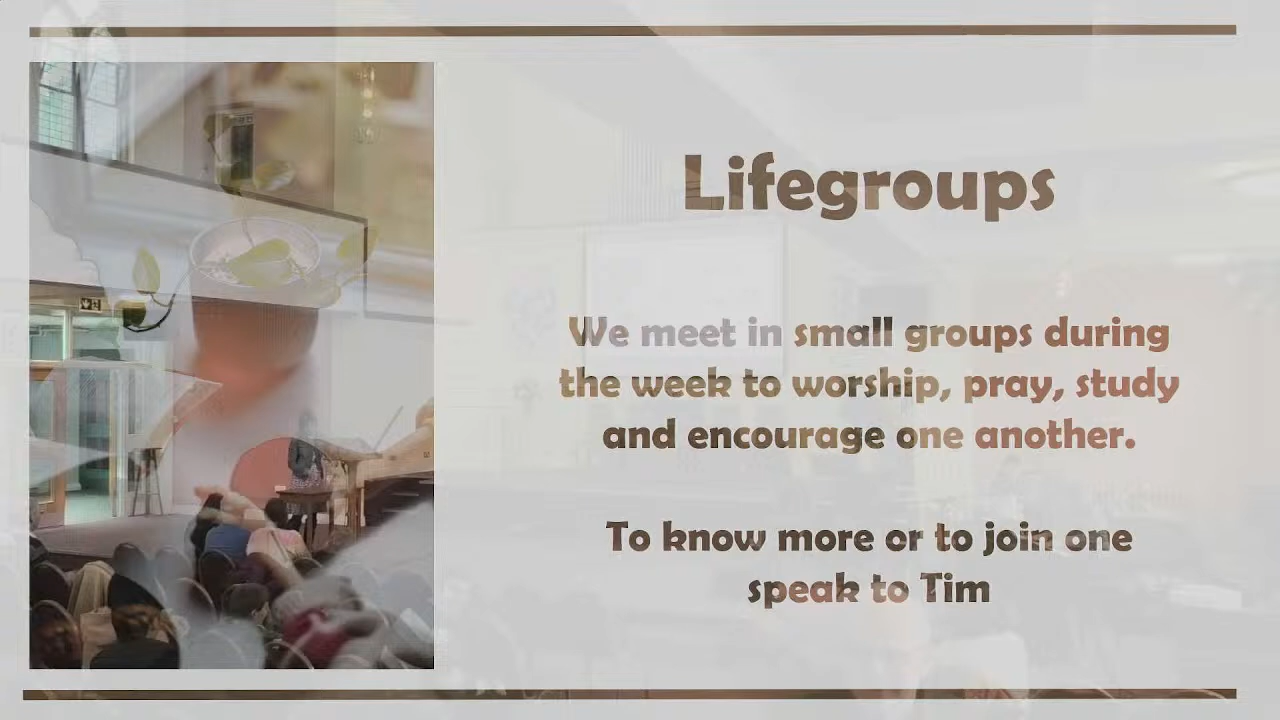 Lifegroups
We meet in small groups during
the week to worship, pray, study
and encourage one another.
To know more or to join one
speak to Tim